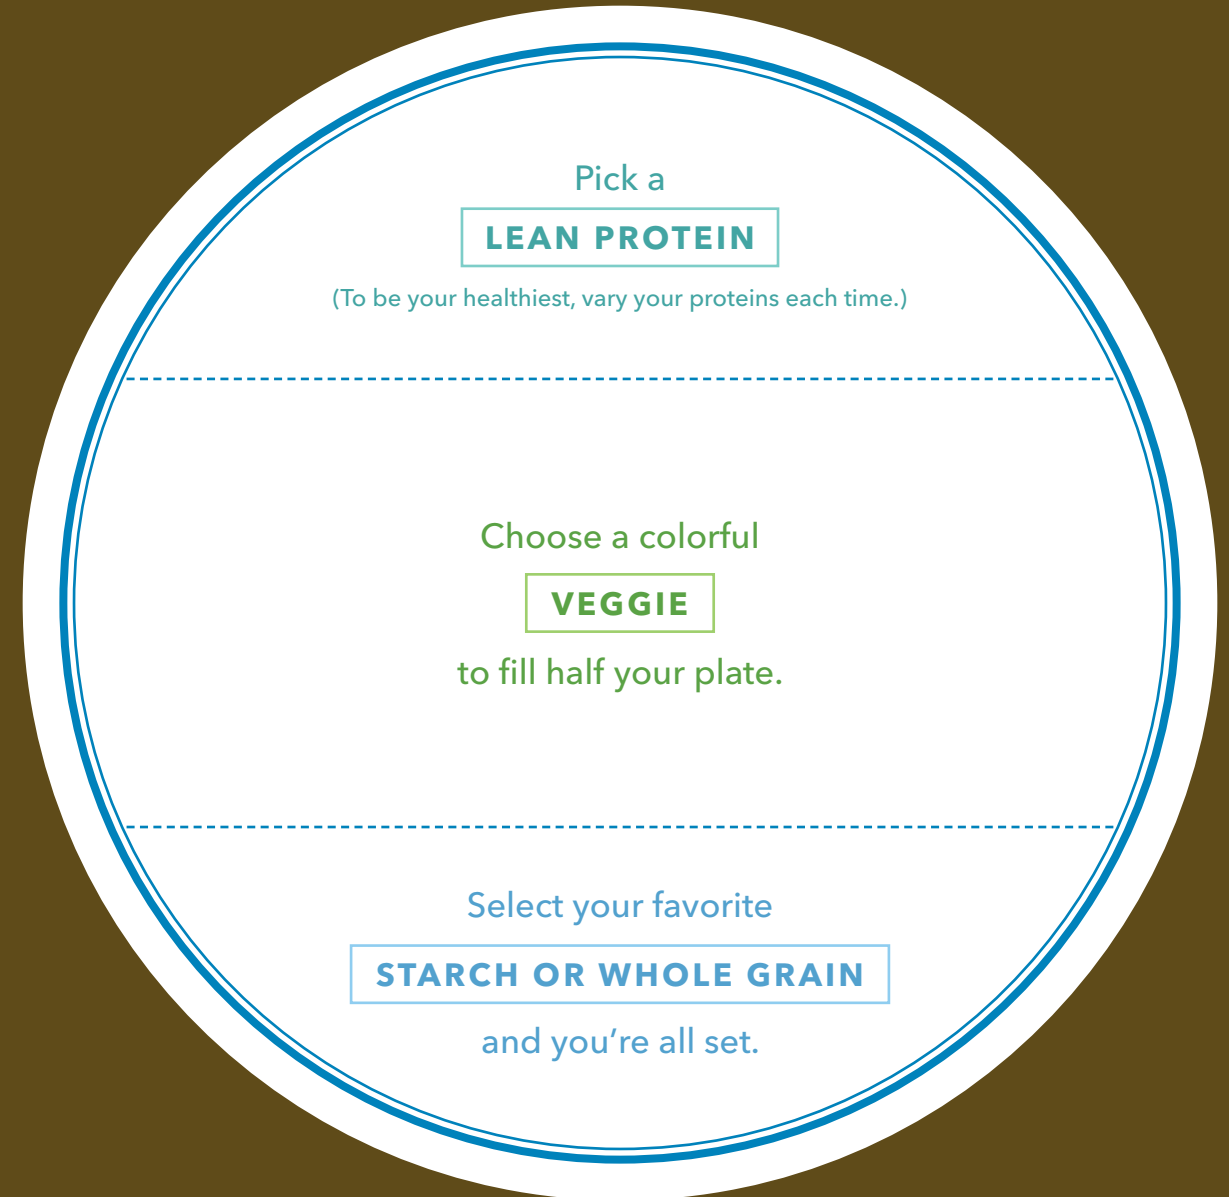 Pick a
LEAN PROTEIN
(To be your healthiest, vary your proteins each time.)
Choose a colorful
VEGGIE
to fill half your plate.
Select your favorite
STARCH OR WHOLE GRAIN
and you’re all set.